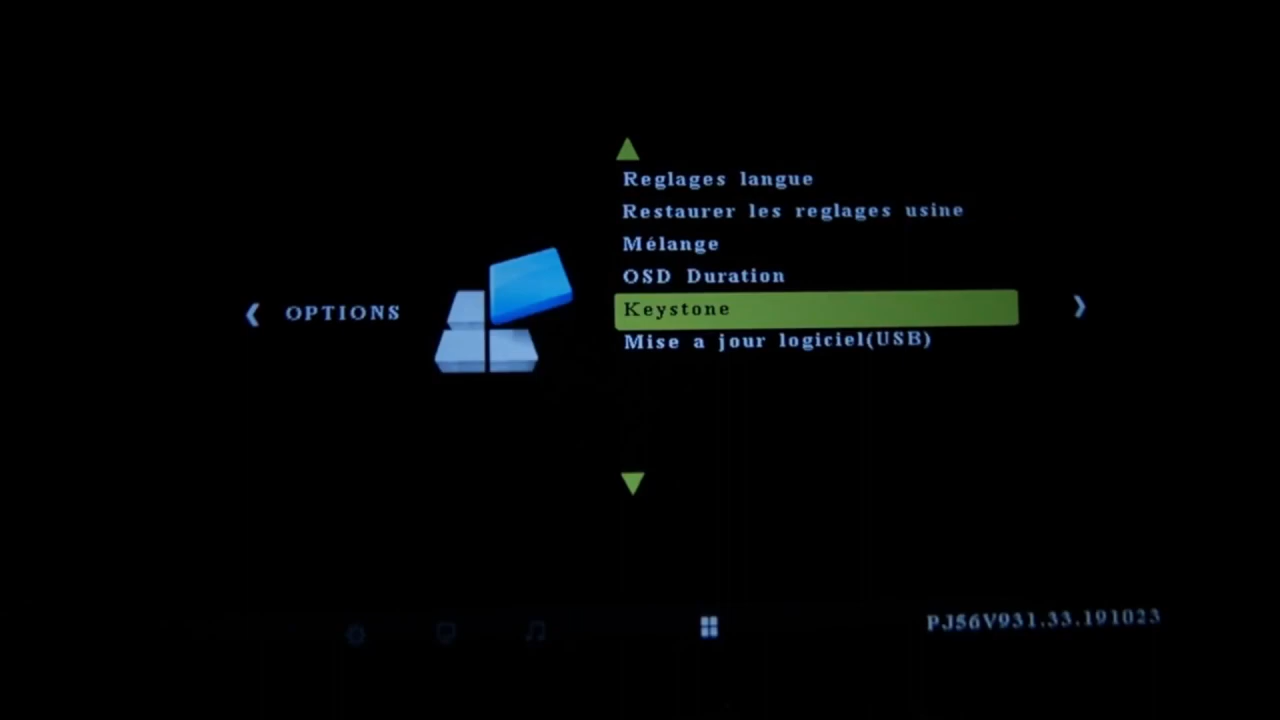 Reglages langue
Restaurer les reglages usine
Mélange
OSD Duration
OPTIONS
Keystone
Mise a jour logiciel(USB)
PJ56V931.33.191023